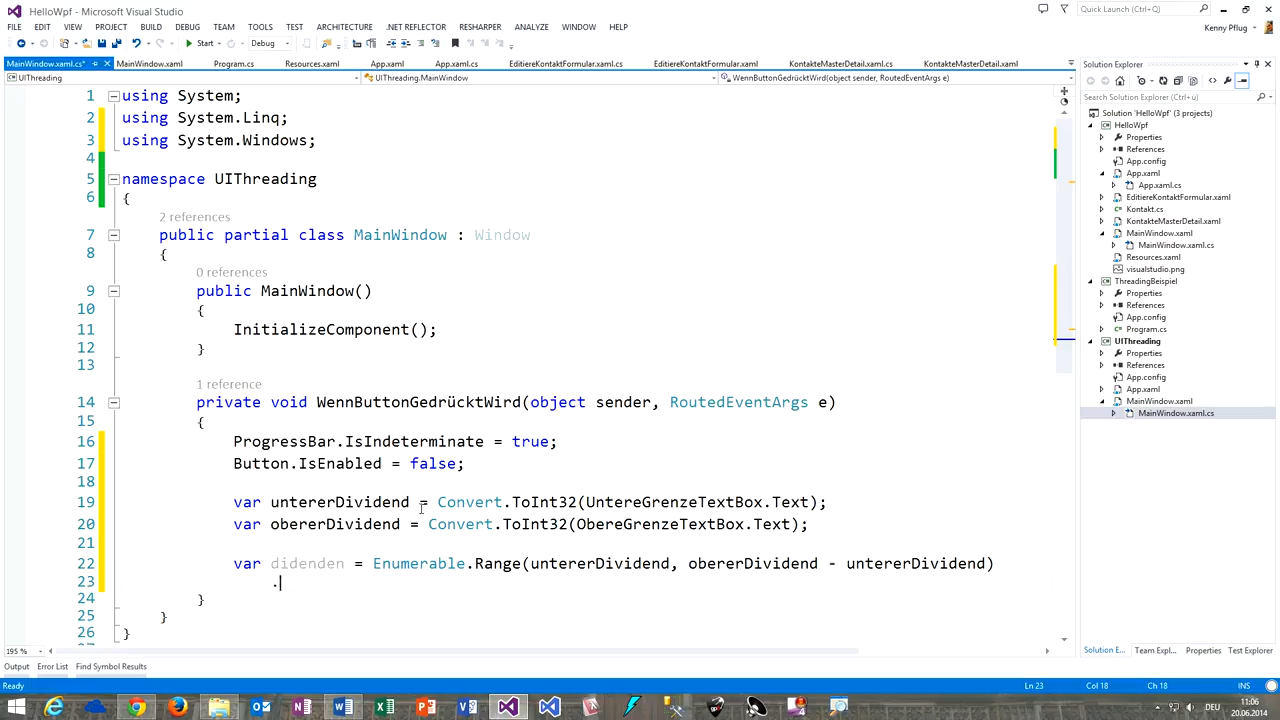 HelloWpf - Microsoft Visual Studio
Quick Launch (Ctrl+Q)
FILE EDIT VIEW PROJECT BUILD DEBUG TEAM TOOLS TEST ARCHITECTURE .NET REFLECTOR RESHARPER ANALYZE WINDOW HELP
Kenny Pflug
Start
Debug
MainWindow.xaml.cs*
MainWindow.xaml
Program.cs
Resources.xaml
App.xaml
App.xaml.cs
EditiereKontaktFormular.xaml.cs
EditiereKontaktFormular.xaml
KontakteMasterDetail.xaml.cs
KontakteMasterDetail.xaml
UIThreading
UIThreading.MainWindow
WennButtonGedrücktWird(object sender, RoutedEventArgs e)
1 using System;
2 using System.Linq;
3 using System.Windows;
4
5 namespace UIThreading
6 {
2 references
7 public partial class MainWindow : Window
8 {
0 references
9 public MainWindow()
10 {
11 InitializeComponent();
12 }
13
1 reference
14 private void WennButtonGedrücktWird(object sender, RoutedEventArgs e)
15 {
16 ProgressBar.IsIndeterminate = true;
17 Button.IsEnabled = false;
18
19 var untererDividend = Convert.ToInt32(UntereGrenzeTextBox.Text);
20 var obererDividend = Convert.ToInt32(ObereGrenzeTextBox.Text);
21
22 var didenden = Enumerable.Range(untererDividend, obererDividend - untererDividend)
23 .
24 }
25 }
26 }
195 %
Solution Explorer
Search Solution Explorer (Ctrl+ü)
Solution 'HelloWpf' (3 projects)
HelloWpf
Properties
References
App.config
App.xaml
App.xaml.cs
EditiereKontaktFormular.xaml
Kontakt.cs
KontakteMasterDetail.xaml
MainWindow.xaml
MainWindow.xaml.cs
Resources.xaml
visualstudio.png
ThreadingBeispiel
Properties
References
App.config
Program.cs
UIThreading
Properties
References
App.config
App.xaml
MainWindow.xaml
MainWindow.xaml.cs
Solution E... Team Expl... Properties Test Explorer
Output Error List Find Symbol Results
Ready
Ln 23 Col 18 Ch 18 INS
DEU
11:06
20.06.2014